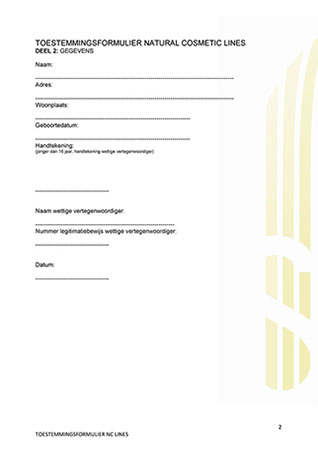 TOESTEMMINGSFORMULIER NATURAL COSMETIC LINES
DEEL 2: GEGEVENS
Naam:
Adres:
Woonplaats:
Geboortedatum:
Handtekening:
(jonger dan 16 jaar, handtekening wettige vertegenwoordiger)
Naam wettige vertegenwoordiger:
Nummer legitimatiebewijs wettige vertegenwoordiger:
Datum:
2
TOESTEMMINGSFORMULIER NC LINES